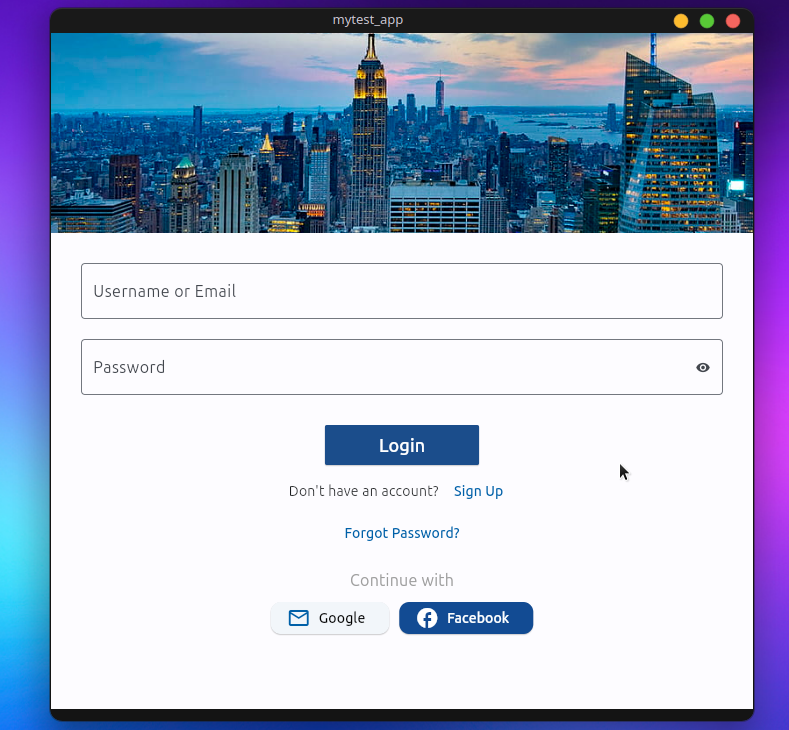 mytest_app
Username or Email
Password
Login
Don't have an account? Sign Up
Forgot Password?
Continue with
Google Facebook